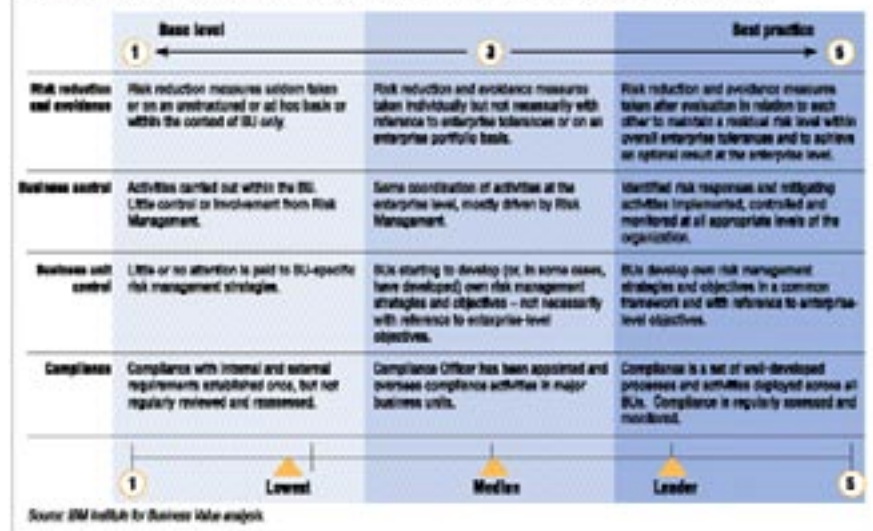 Base level
Best practice
1
3
5
Risk reduction
and avoidance
Risk reduction measures seldom taken
or on an unstructured or ad hoc basis or
within the context of BU only.
Risk reduction and avoidance measures
taken individually but not necessarily with
reference to enterprise tolerances or on an
enterprise portfolio basis.
Risk reduction and avoidance measures
taken after evaluation in relation to each
other to maintain a residual risk level within
overall enterprise tolerances and to achieve
an optimal result at the enterprise level.
Business control
Activities carried out within the BU.
Little control or involvement from Risk
Management.
Some coordination of activities at the
enterprise level, mostly driven by Risk
Management.
Identified risk responses and mitigating
activities implemented, controlled and
monitored at all appropriate levels of the
organization.
Business unit
control
Little or no attention is paid to BU-specific
risk management strategies.
BUs starting to develop (or, in some cases,
have developed) own risk management
strategies and objectives – not necessarily
with reference to enterprise-level
objectives.
BUs develop own risk management
strategies and objectives in a common
framework and with reference to enterprise-
level objectives.
Compliance
Compliance with internal and external
requirements established once, but not
regularly reviewed and reassessed.
Compliance Officer has been appointed and
oversees compliance activities in major
business units.
Compliance is a set of well-developed
processes and activities deployed across all
BUs. Compliance is regularly assessed and
monitored.
1
Lowest
Median
Leader
5
Source: IBM Institute for Business Value analysis.